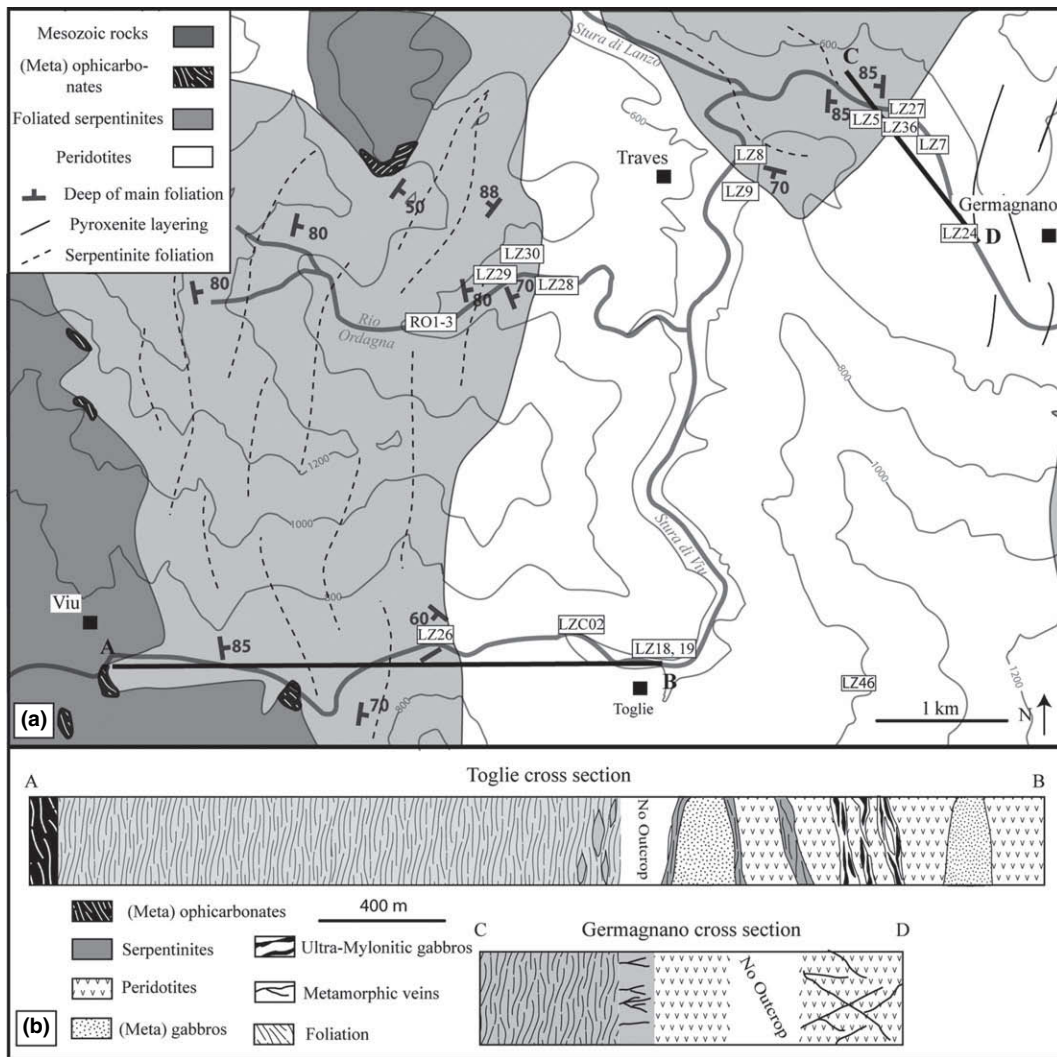 Mesozoic rocks
(Meta) ophicarbo-
nates
Foliated serpentinites
Peridotites
Deep of main foliation
Pyroxenite layering
Serpentinite foliation
Stura di Lanzo
600
600
C
85
85
LZ5
LZ27
LZ36
LZ7
LZ8
LZ9
70
Traves
Germagnano
LZ24
D
50
88
80
80
LZ30
LZ29
LZ28
80
70
RO1-3
Rio
Ordagna
800
1200
1000
1000
Stura di Viu
800
Viu
A
85
60
LZ26
LZC02
LZ18, 19
B
Toglie
70
800
LZ46
1200
1 km
N
(a)
A
Toglie cross section
B
No Outcrop
(Meta) ophicarbonates
400 m
Serpentinites
Ultra-Mylonitic gabbros
Peridotites
Metamorphic veins
(Meta) gabbros
Foliation
C
Germagnano cross section
D
No Outcrop
(b)